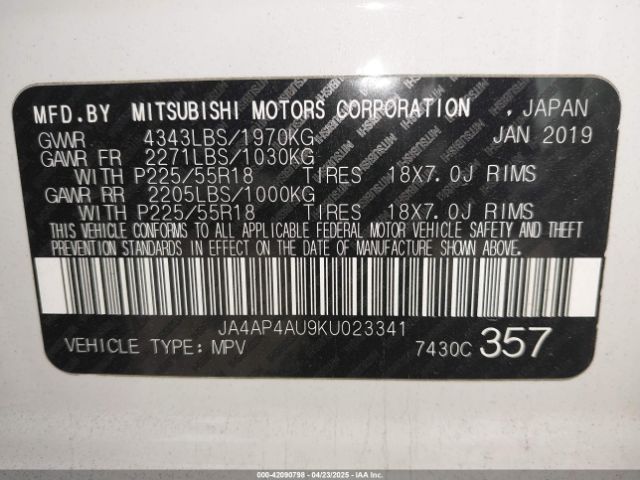 MFD.BY MITSUBISHI MOTORS CORPORATION . JAPAN
GVWR 4343LBS/1970KG JAN 2019
GAWR FR 2271LBS/1030KG
WITH P225/55R18 TIRES 18X7.0J RIMS
GAWR RR 2205LBS/1000KG
WITH P225/55R18 TIRES 18X7.0J RIMS
THIS VEHICLE CONFORMS TO ALL APPLICABLE FEDERAL MOTOR VEHICLE SAFETY AND THEFT
PREVENTION STANDARDS IN EFFECT ON THE DATE OF MANUFACTURE SHOWN ABOVE.
JA4AP4AU9KU023341
VEHICLE TYPE: MPV 7430C 357
000-42090798 - 04/23/2025 - IAAI.COM